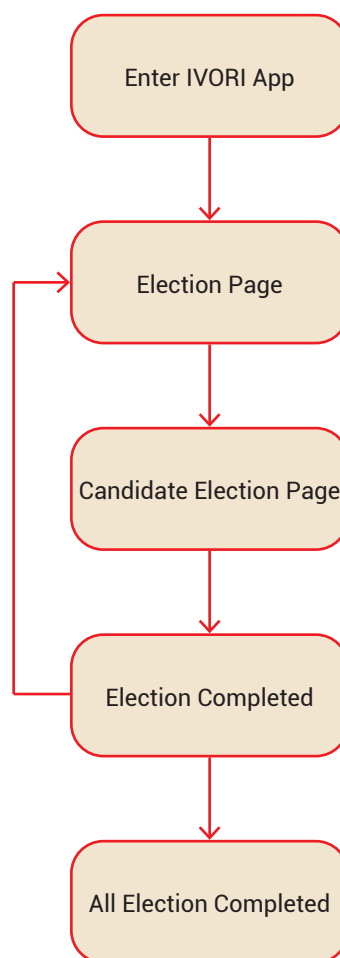 Enter IVORI App
Election Page
Candidate Election Page
Election Completed
All Election Completed